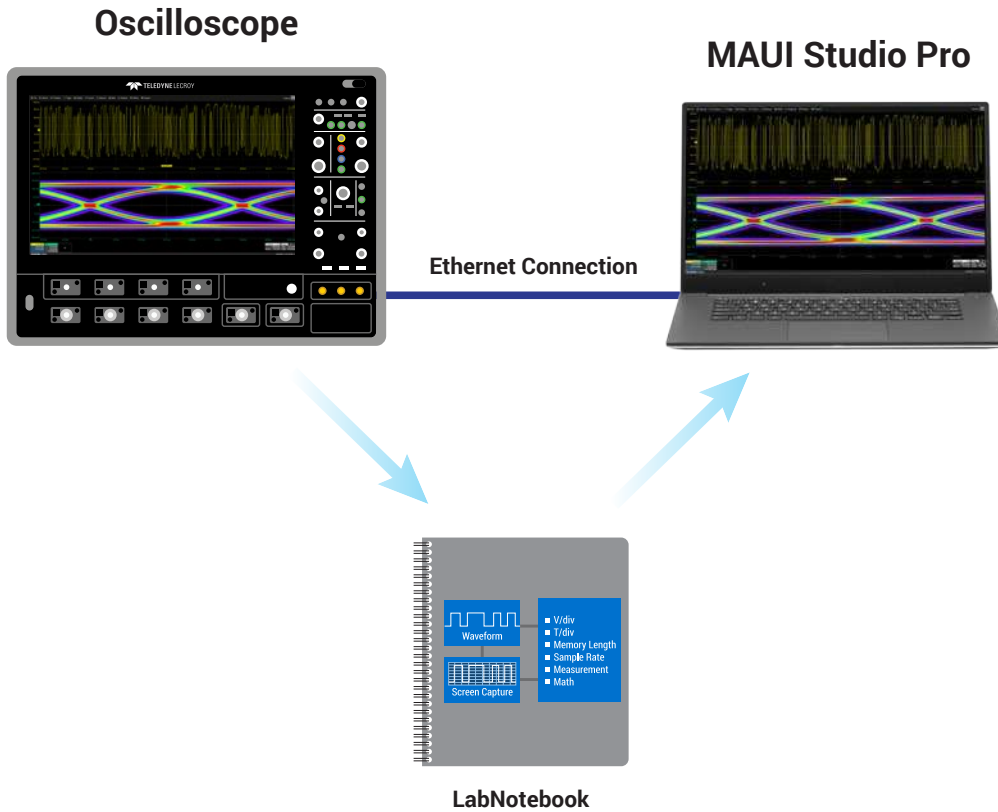 Oscilloscope
MAUI Studio Pro
TELEDYNE LECROY
Ethernet Connection
Waveform
Screen Capture
■ V/div
■ T/div
■ Memory Length
■ Sample Rate
■ Measurement
■ Math
LabNotebook